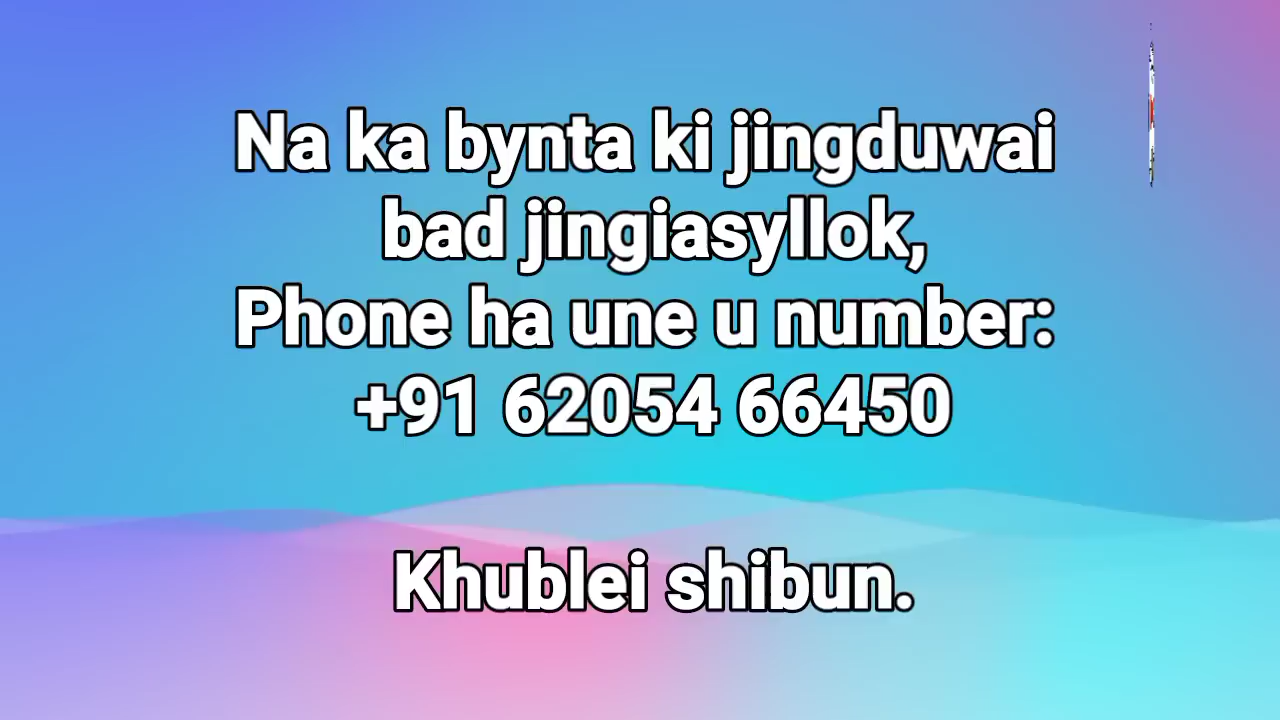 Na ka bynta ki jingduwai
bad jingiasyllok,
Phone ha une u number:
+91 62054 66450
Khublei shibun.